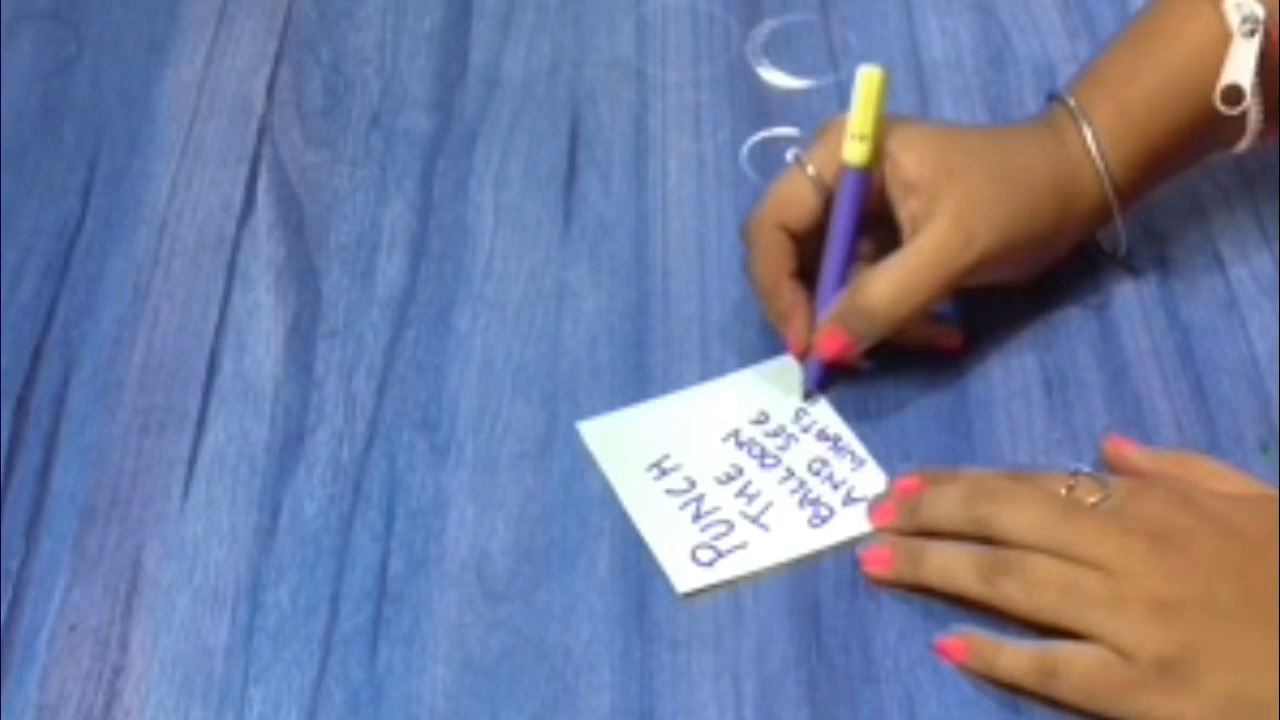 PUNCH
THE
BALLOON
AND SEE
WHATS